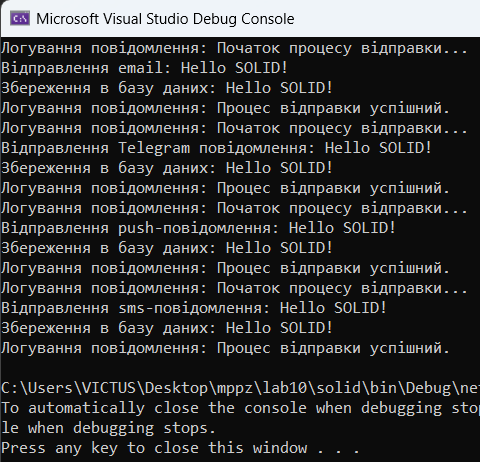 Microsoft Visual Studio Debug Console
Логування повідомлення: Початок процесу відправки...
Відправлення email: Hello SOLID!
Збереження в базу даних: Hello SOLID!
Логування повідомлення: Процес відправки успішний.
Логування повідомлення: Початок процесу відправки...
Відправлення Telegram повідомлення: Hello SOLID!
Збереження в базу даних: Hello SOLID!
Логування повідомлення: Процес відправки успішний.
Логування повідомлення: Початок процесу відправки...
Відправлення push-повідомлення: Hello SOLID!
Збереження в базу даних: Hello SOLID!
Логування повідомлення: Процес відправки успішний.
Логування повідомлення: Початок процесу відправки...
Відправлення sms-повідомлення: Hello SOLID!
Збереження в базу даних: Hello SOLID!
Логування повідомлення: Процес відправки успішний.
C:\Users\VICTUS\Desktop\mppz\lab10\solid\bin\Debug\ne
To automatically close the console when debugging sto
le when debugging stops.
Press any key to close this window . . .